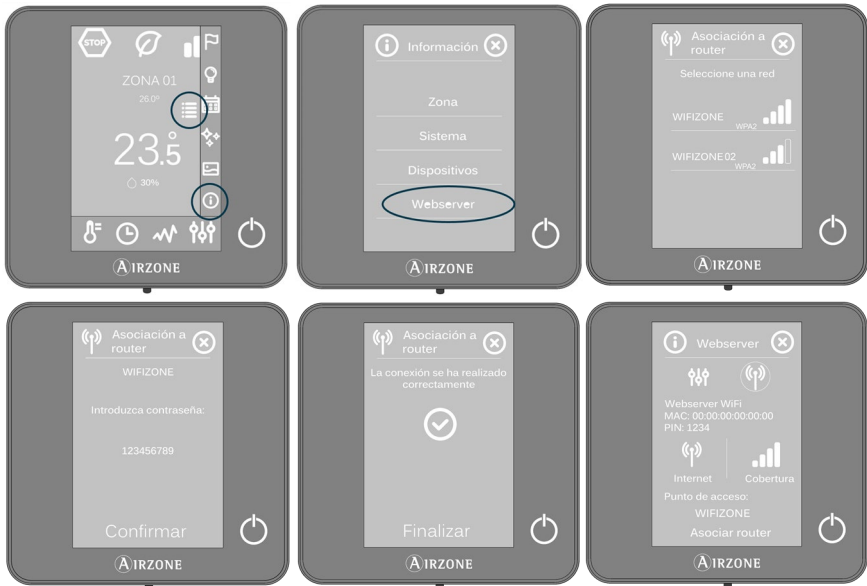 STOP
ZONA 01
26.0º
23.5°
30%
AIRZONE
Información
Zona
Sistema
Dispositivos
Webserver
AIRZONE
Asociación a
router
Seleccione una red
WIFIZONE
WPA2
WIFIZONE02
WPA2
AIRZONE
Asociación a
router
WIFIZONE
Introduzca contraseña:
123456789
Confirmar
AIRZONE
Asociación a
router
La conexión se ha realizado
correctamente
Finalizar
AIRZONE
Webserver
Webserver WiFi
MAC: 00:00:00:00:00:00
PIN: 1234
Internet
Cobertura
Punto de acceso:
WIFIZONE
Asociar router
AIRZONE